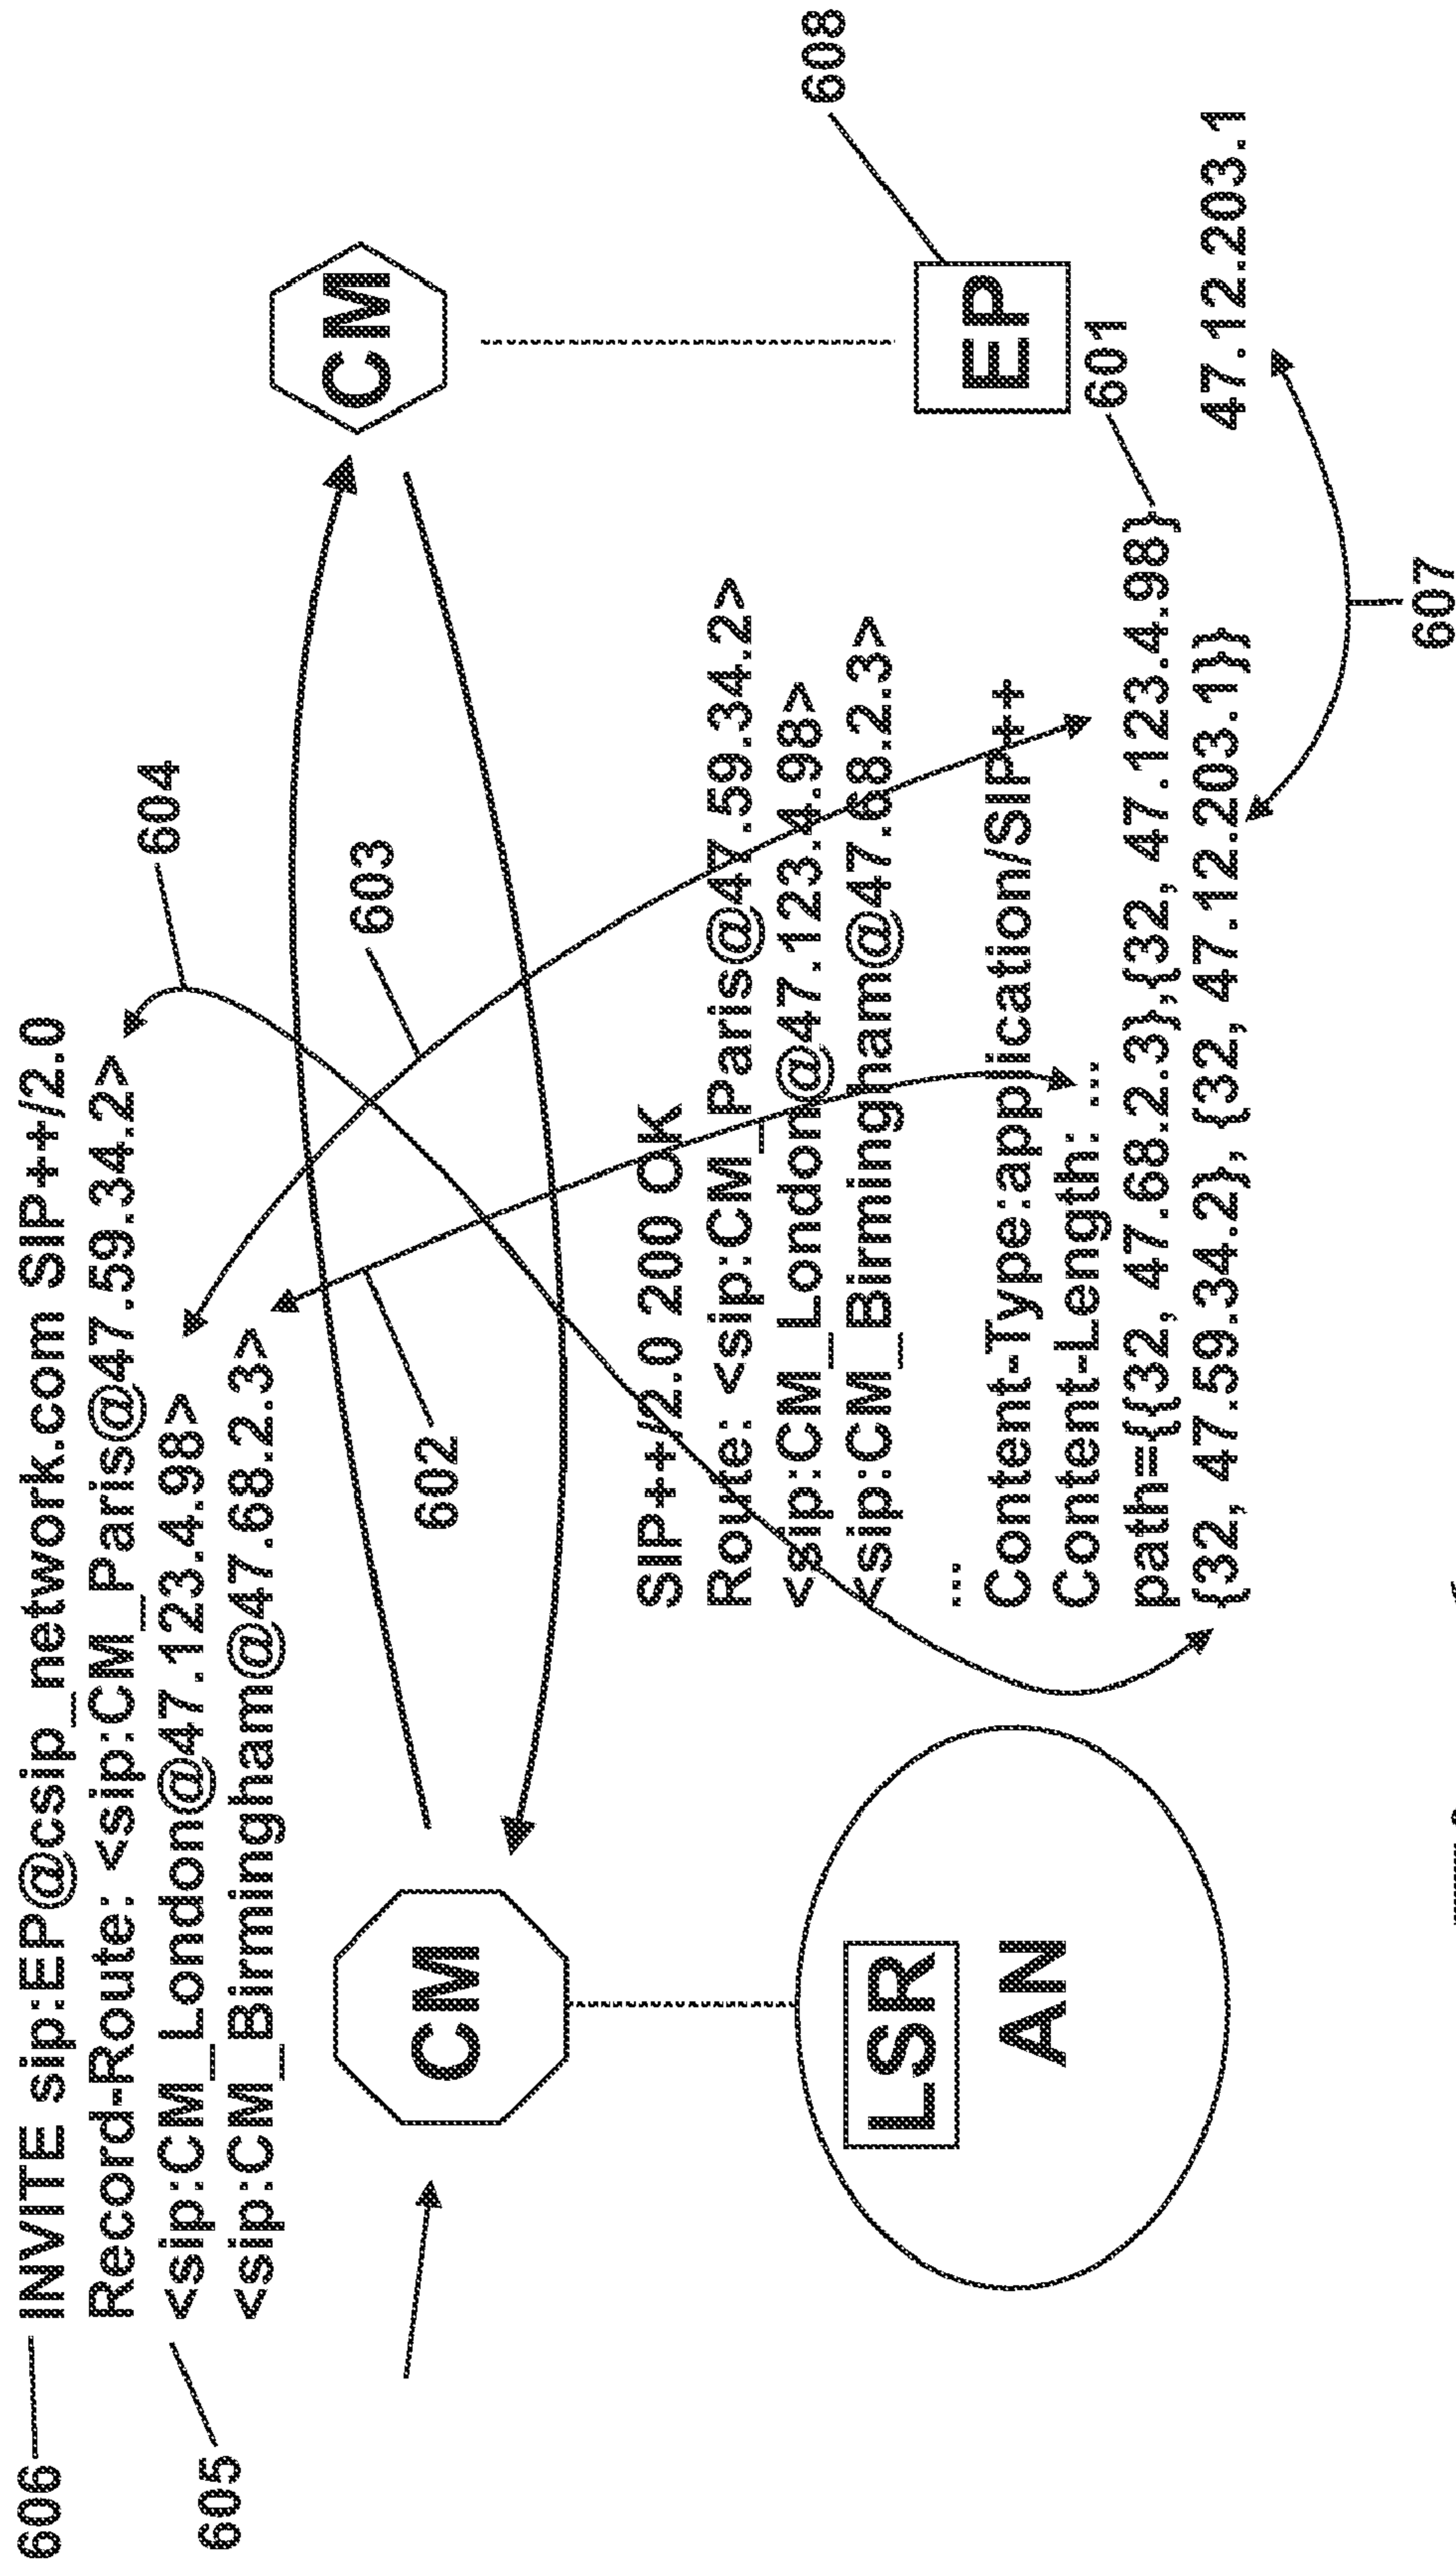 606
INVITE sip:EP@csip_network.com SIP++/2.0
Record-Route: <sip:CM_Paris@47.59.34.2>
<sip:CM_London@47.123.4.98>
<sip:CM_Birmingham@47.68.2.3>
605
604
603
602
CM
CM
SIP++/2.0 200 OK
Route: <sip:CM_Paris@47.59.34.2>
<sip:CM_London@47.123.4.98>
<sip:CM_Birmingham@47.68.2.3>
...
Content-Type:application/SIP++
Content-Length: ...
path={{32, 47.68.2.3},{32, 47.123.4.98}
{32, 47.59.34.2}, {32, 47.12.203.1}}
LSR
AN
608
EP
601
47.12.203.1
607